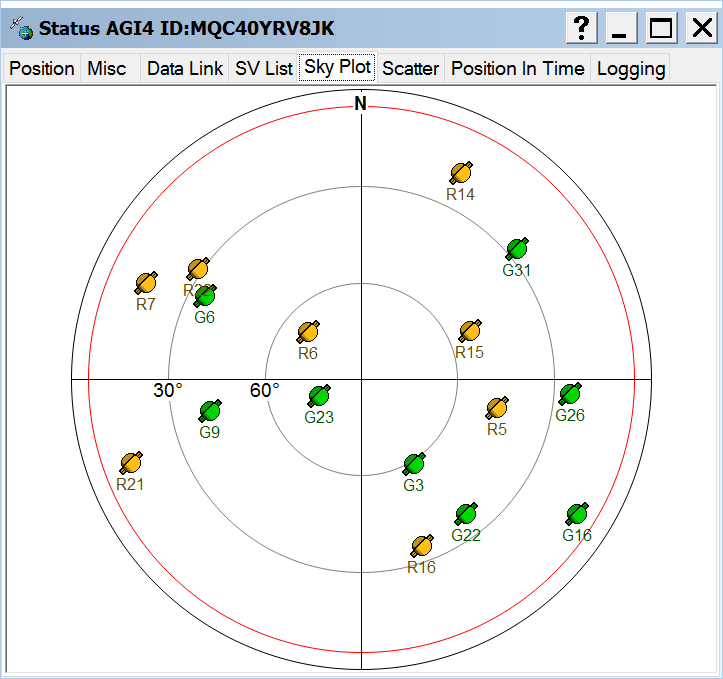 Status AGI4 ID:MQC40YRV8JK
?
Position Misc Data Link SV List Sky Plot Scatter Position In Time Logging
N
R14
G31
R7
G6
R6
R15
30° 60°
G23
G26
G9
R5
R21
G3
G22
G16
R16